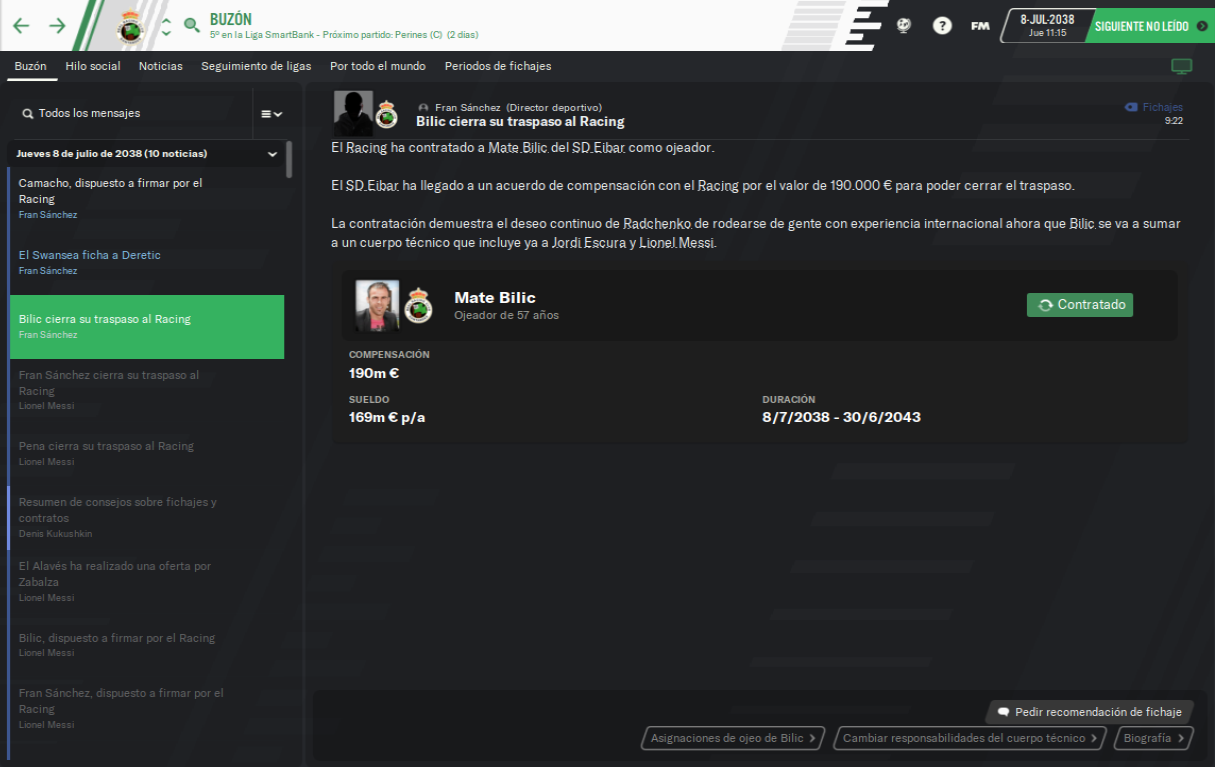 BUZÓN
5º en la Liga SmartBank - Próximo partido: Perines (C) (2 días)
?
FM
8-JUL-2038
Jue 11:15
SIGUIENTE NO LEÍDO
Buzón Hilo social Noticias Seguimiento de ligas Por todo el mundo Periodos de fichajes
Todos los mensajes
Jueves 8 de julio de 2038 (10 noticias)
Camacho, dispuesto a firmar por el
Racing
Fran Sánchez
El Swansea ficha a Deretic
Fran Sánchez
Bilic cierra su traspaso al Racing
Fran Sánchez
Fran Sánchez cierra su traspaso al
Racing
Lionel Messi
Pena cierra su traspaso al Racing
Lionel Messi
Resumen de consejos sobre fichajes y
contratos
Denis Kukushkin
El Alavés ha realizado una oferta por
Zabalza
Lionel Messi
Bilic, dispuesto a firmar por el Racing
Lionel Messi
Fran Sánchez, dispuesto a firmar por el
Racing
Lionel Messi
Fran Sánchez (Director deportivo)
Bilic cierra su traspaso al Racing
Fichajes
9:22
El Racing ha contratado a Mate Bilic del SD Eibar como ojeador.
El SD Eibar ha llegado a un acuerdo de compensación con el Racing por el valor de 190.000 € para poder cerrar el traspaso.
La contratación demuestra el deseo continuo de Radchenko de rodearse de gente con experiencia internacional ahora que Bilic se va a sumar
a un cuerpo técnico que incluye ya a Jordi Escura y Lionel Messi.
Mate Bilic
Ojeador de 57 años
Contratado
COMPENSACIÓN
190m €
SUELDO
169m € p/a
DURACIÓN
8/7/2038 - 30/6/2043
Pedir recomendación de fichaje
Asignaciones de ojeo de Bilic
Cambiar responsabilidades del cuerpo técnico
Biografía